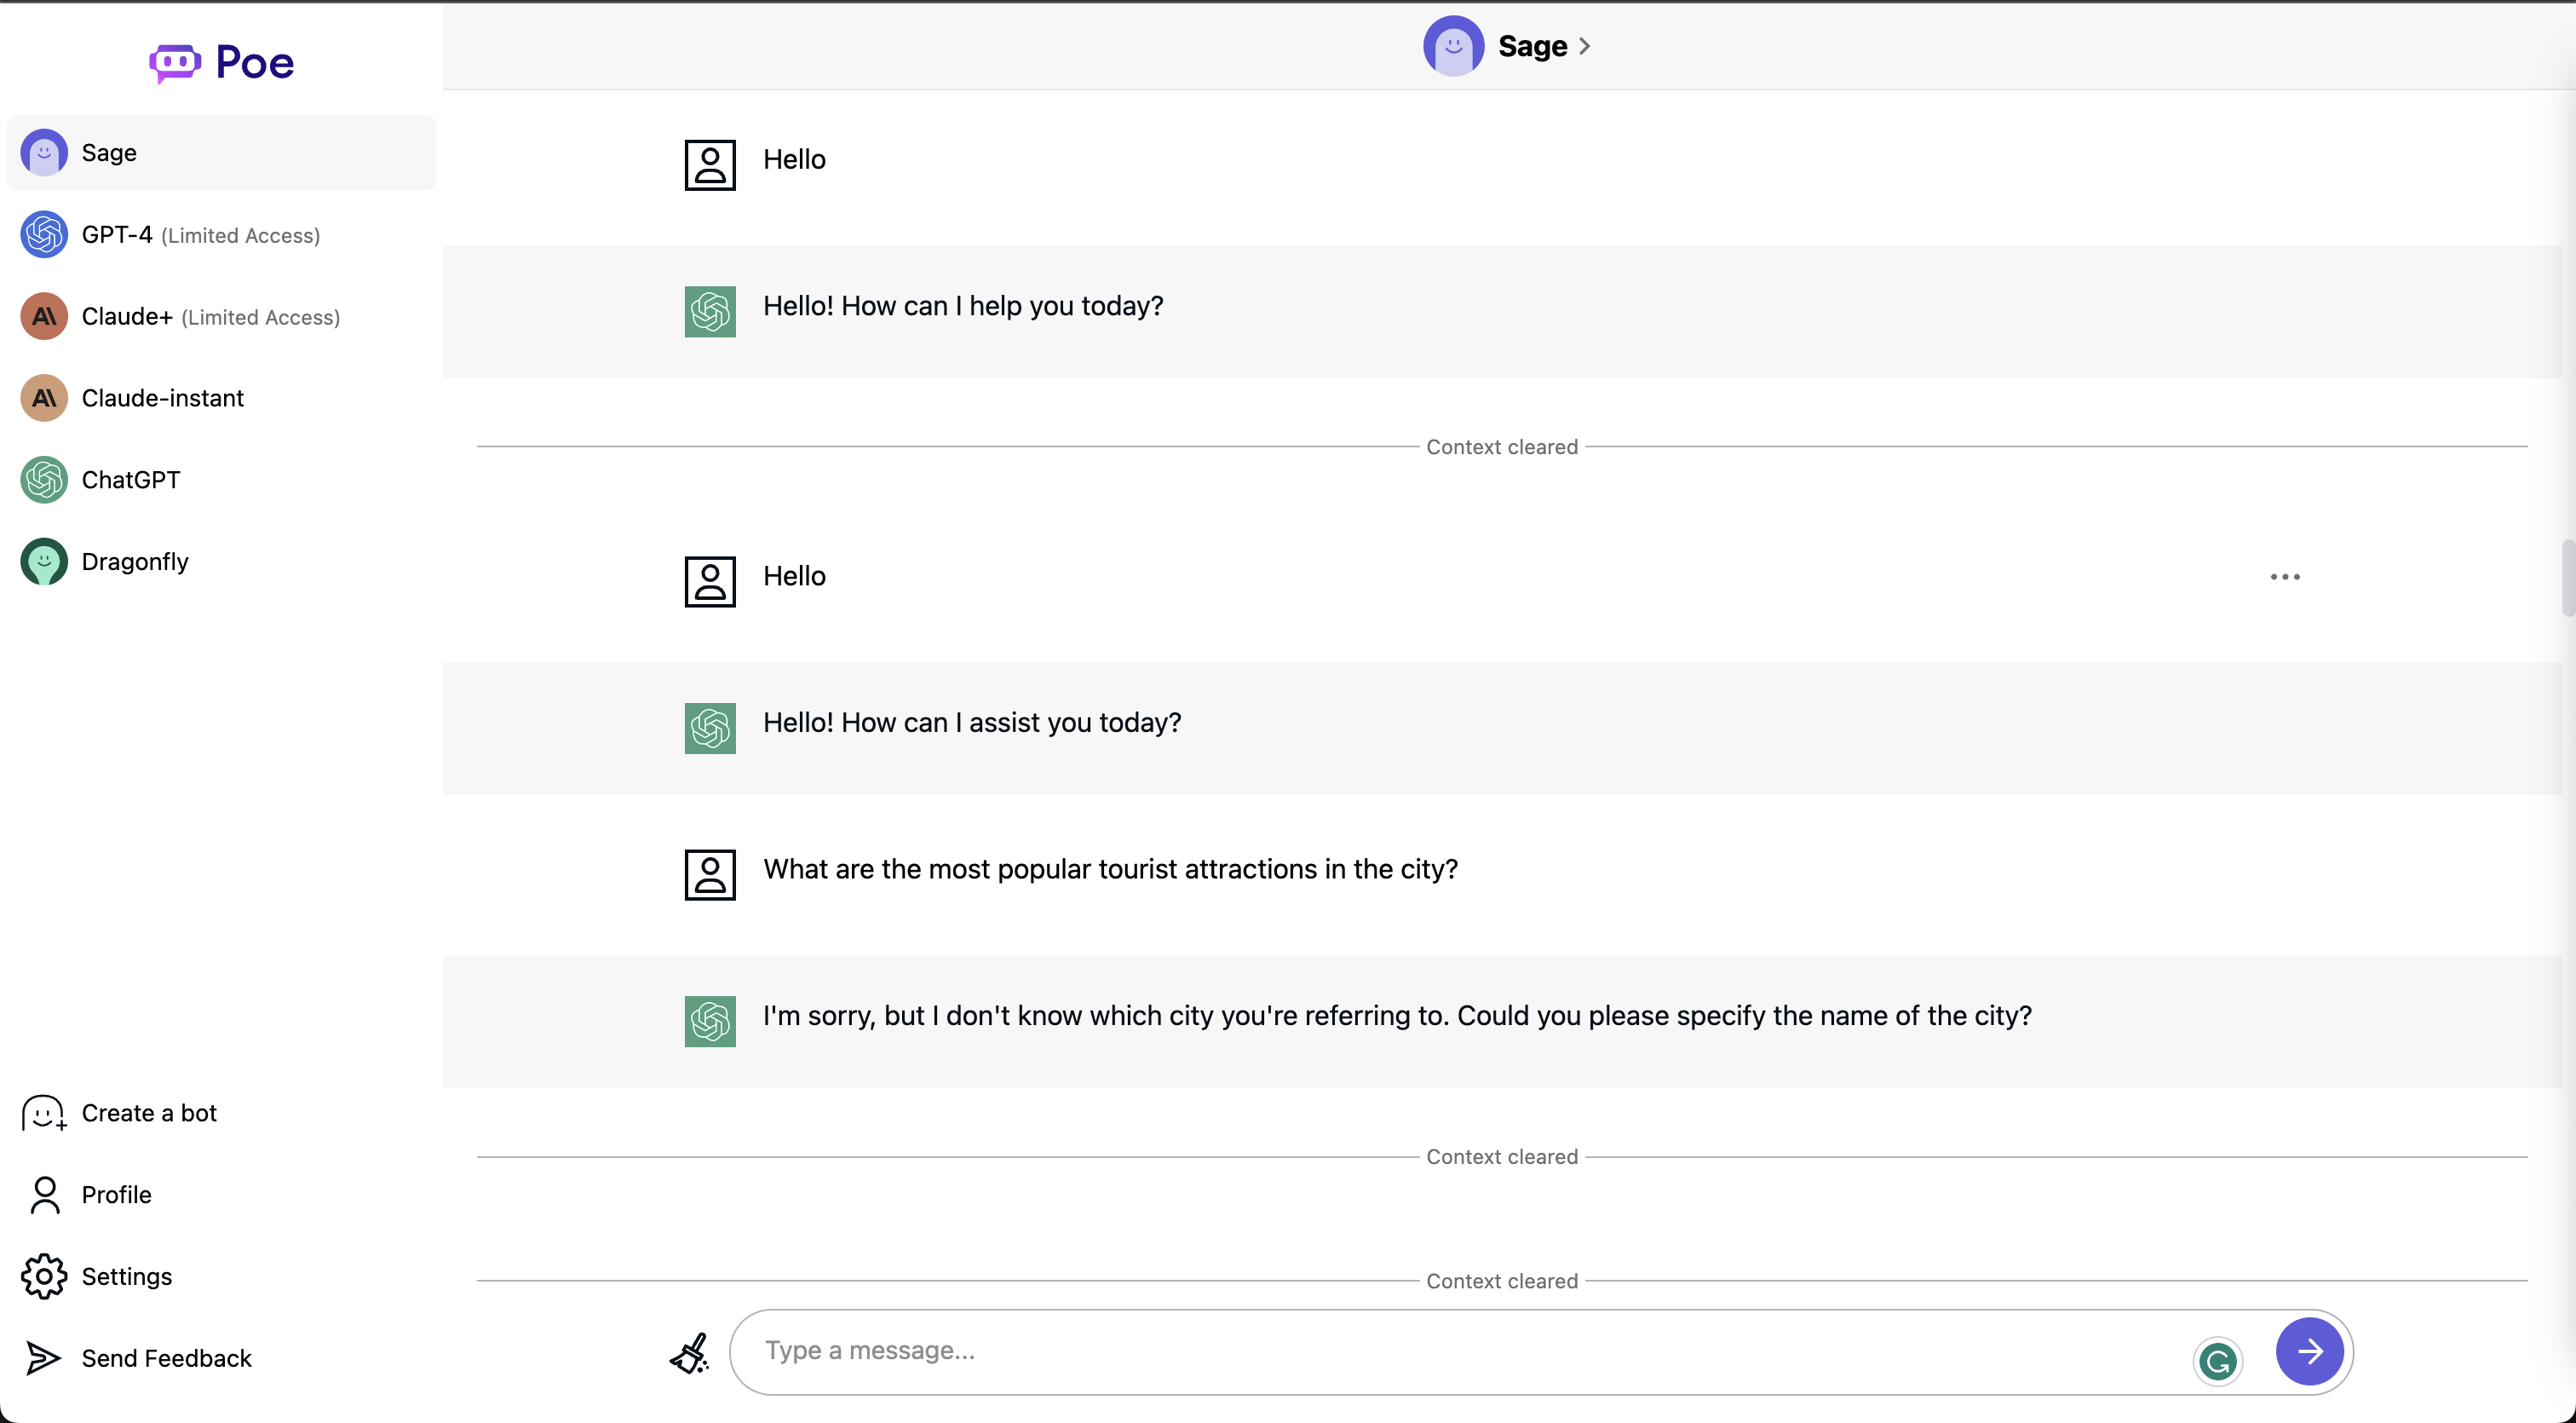 Poe
Sage
GPT-4 (Limited Access)
Claude+ (Limited Access)
Claude-instant
ChatGPT
Dragonfly
Create a bot
Profile
Settings
Send Feedback
Sage
Hello
Hello! How can I help you today?
Context cleared
Hello
Hello! How can I assist you today?
What are the most popular tourist attractions in the city?
I'm sorry, but I don't know which city you're referring to. Could you please specify the name of the city?
Context cleared
Context cleared
Type a message...